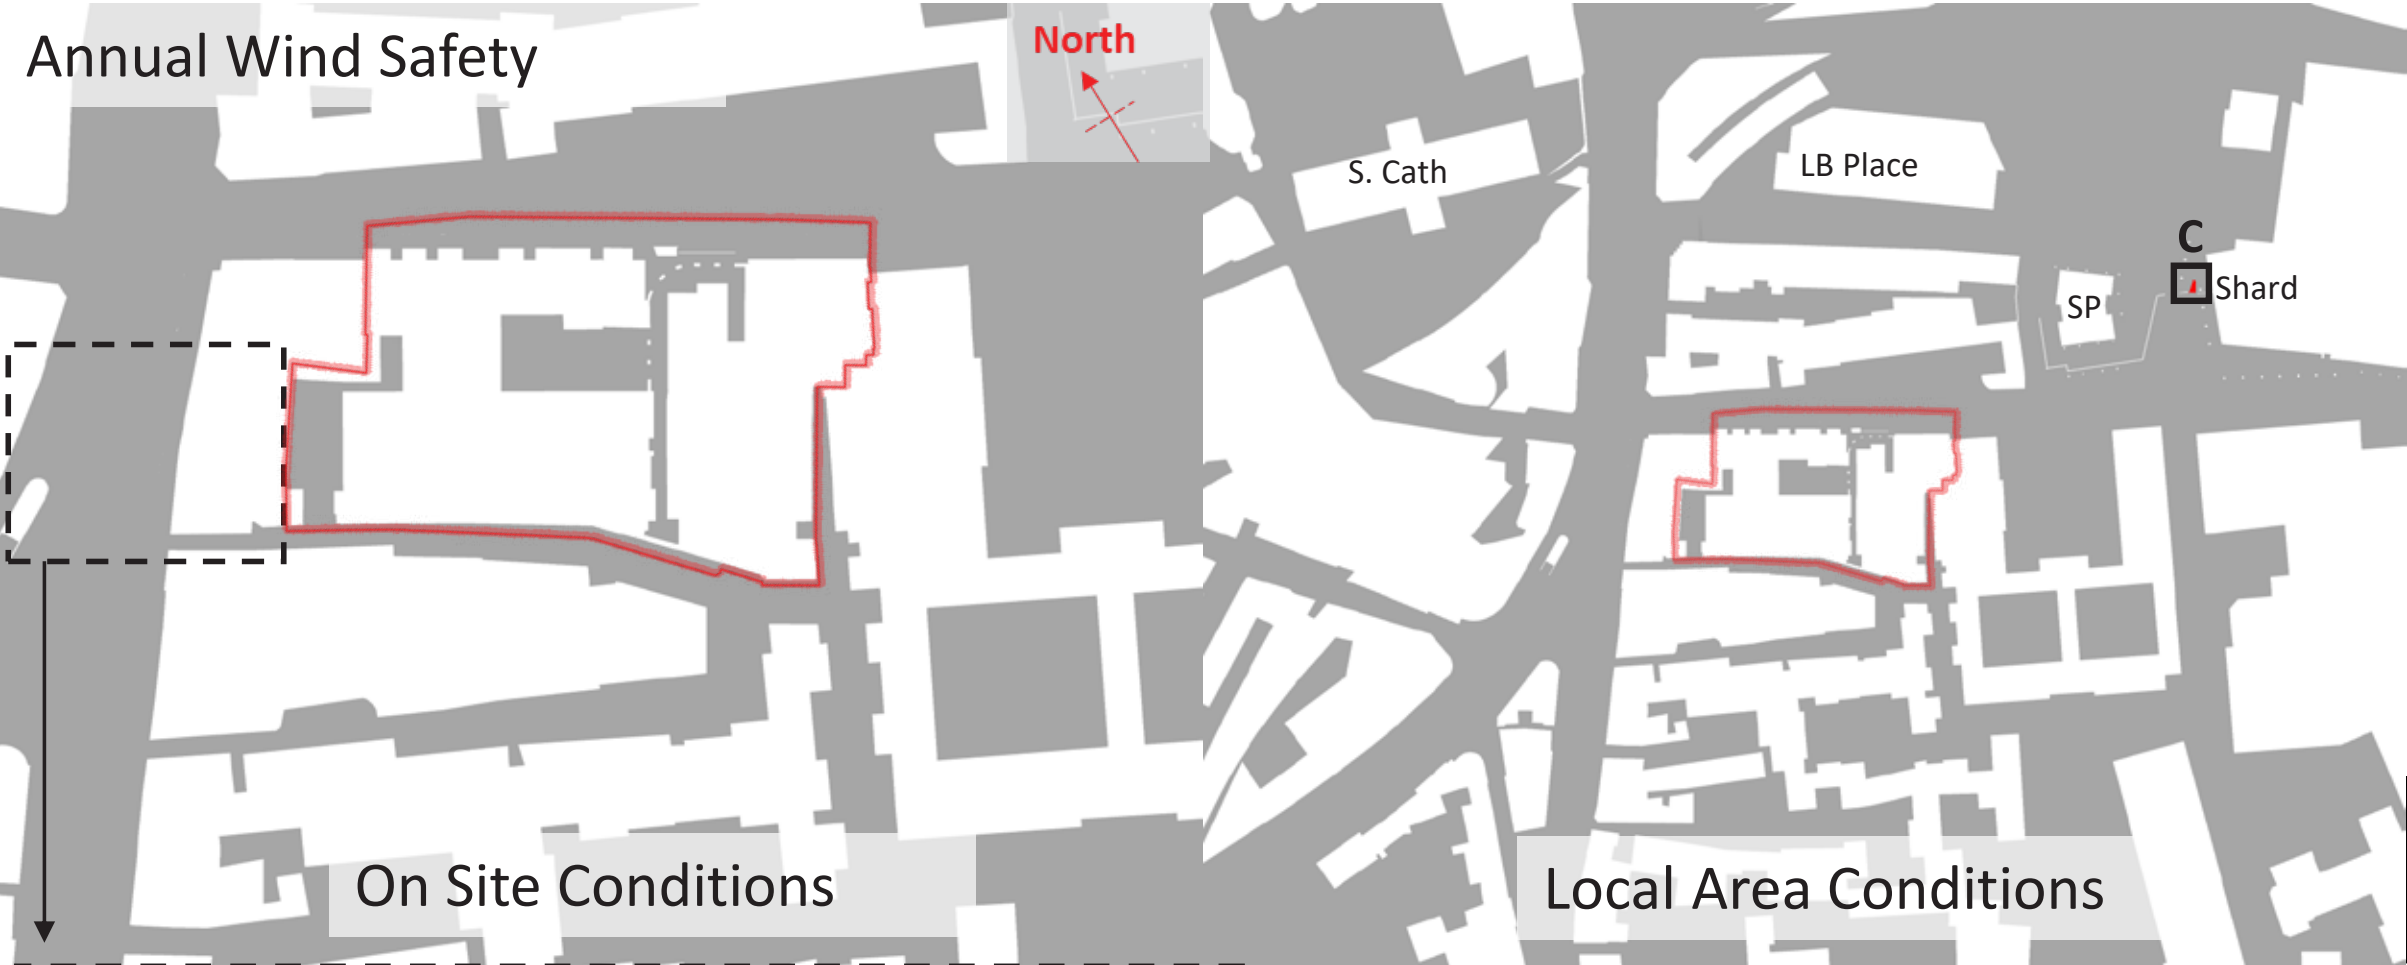 Annual Wind Safety
North
S. Cath
LB Place
C
Shard
SP
On Site Conditions
Local Area Conditions